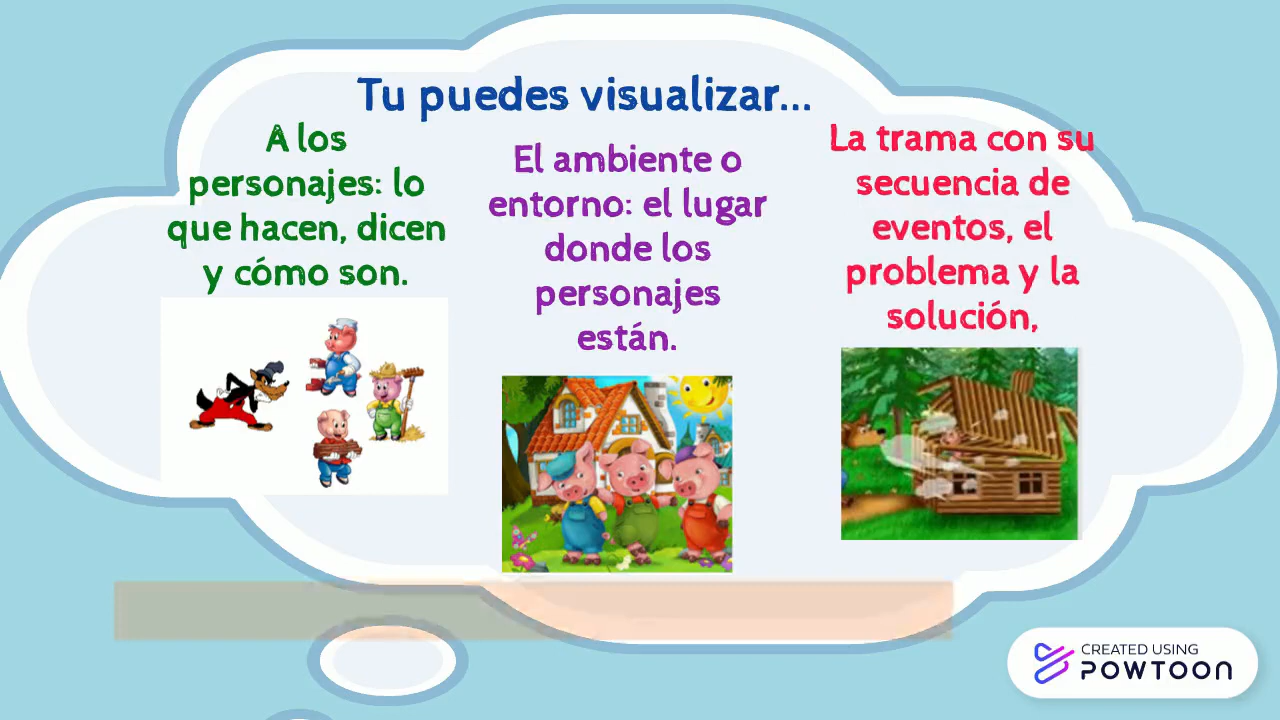 Tu puedes visualizar...
A los
personajes: lo
que hacen, dicen
y cómo son.
El ambiente o
entorno: el lugar
donde los
personajes
están.
La trama con su
secuencia de
eventos, el
problema y la
solución,
CREATED USING
POWTOON